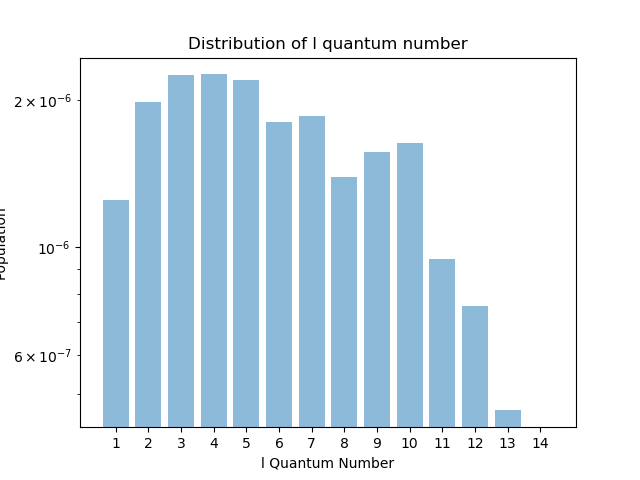 Distribution of l quantum number
2 × 10⁻⁶
10⁻⁶
6 × 10⁻⁷
Population
1 2 3 4 5 6 7 8 9 10 11 12 13 14
l Quantum Number